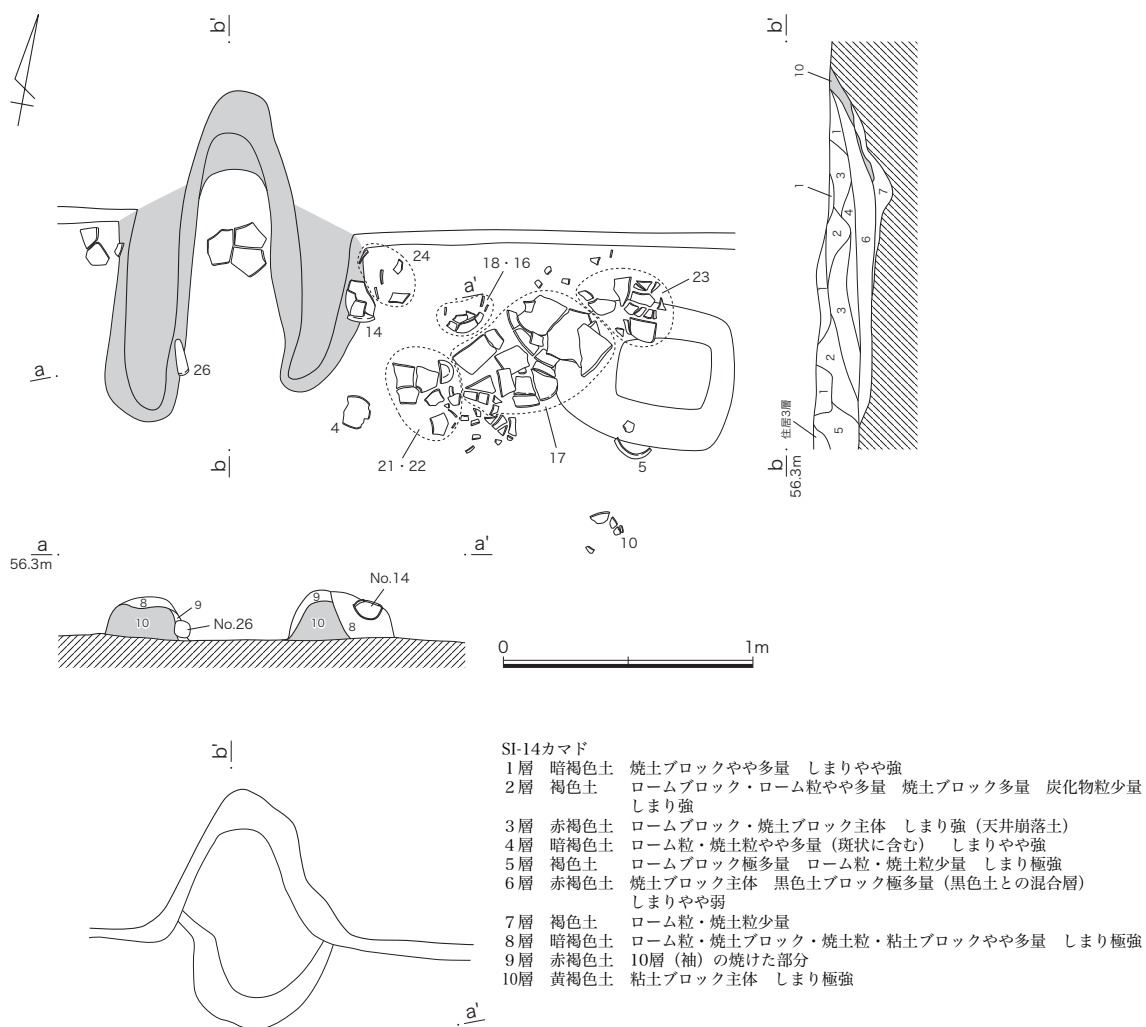 b'
b'
10
1
1
3
7
4
2
6
3
2
1
5
住居3層
b
56.3m
24
18・16
23
a'
14
26
a
4
21・22
17
5
b
10
a
56.3m
a'
No.14
8
9
9
10
No.26
10
8
0
1m
b'
a'
SI-14カマド
1層 暗褐色土 焼土ブロックやや多量 しまりやや強
2層 褐色土 ロームブロック・ローム粒やや多量 焼土ブロック多量 炭化物粒少量
しまり強
3層 赤褐色土 ロームブロック・焼土ブロック主体 しまり強（天井崩落土）
4層 暗褐色土 ローム粒・焼土粒やや多量（斑状に含む） しまりやや強
5層 褐色土 ロームブロック極多量 ローム粒・焼土粒少量 しまり極強
6層 赤褐色土 焼土ブロック主体 黒色土ブロック極多量（黒色土との混合層）
しまりやや弱
7層 褐色土 ローム粒・焼土粒少量
8層 暗褐色土 ローム粒・焼土ブロック・焼土粒・粘土ブロックやや多量 しまり極強
9層 赤褐色土 10層（袖）の焼けた部分
10層 黄褐色土 粘土ブロック主体 しまり極強